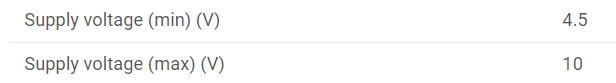 Supply voltage (min) (V) 4.5
Supply voltage (max) (V) 10